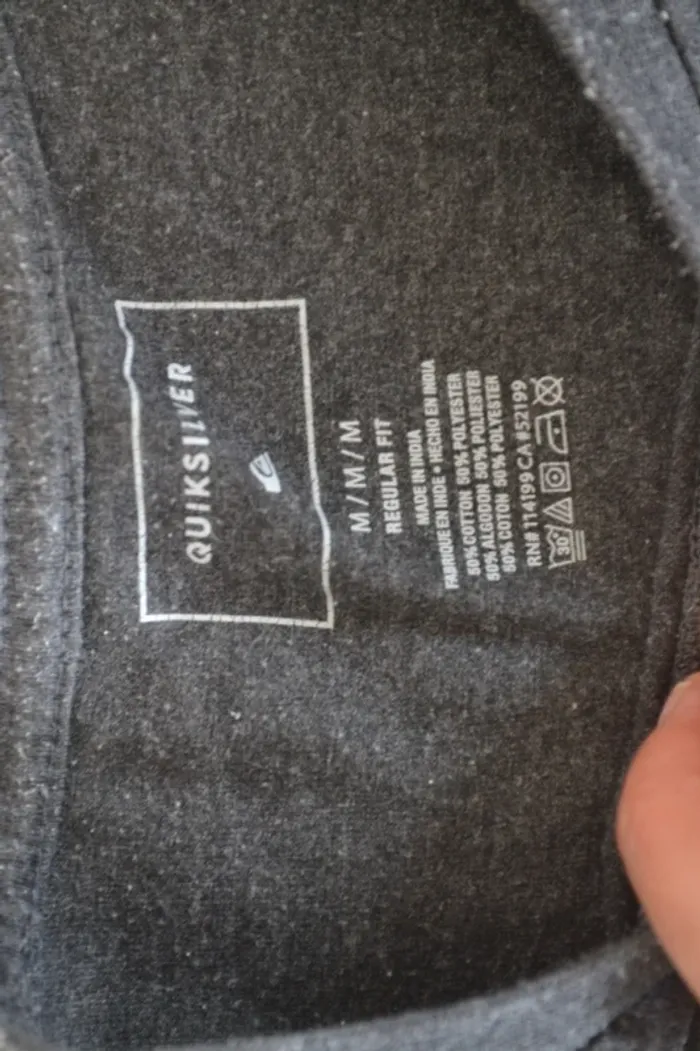 QUIKSILVER
M / M / M
REGULAR FIT
MADE IN INDIA
FABRIQUE EN INDE • HECHO EN INDIA
50% COTTON 50% POLYESTER
50% ALGODON 50% POLIESTER
50% COTON 50% POLYESTER
RN# 114199 CA #52199
30°